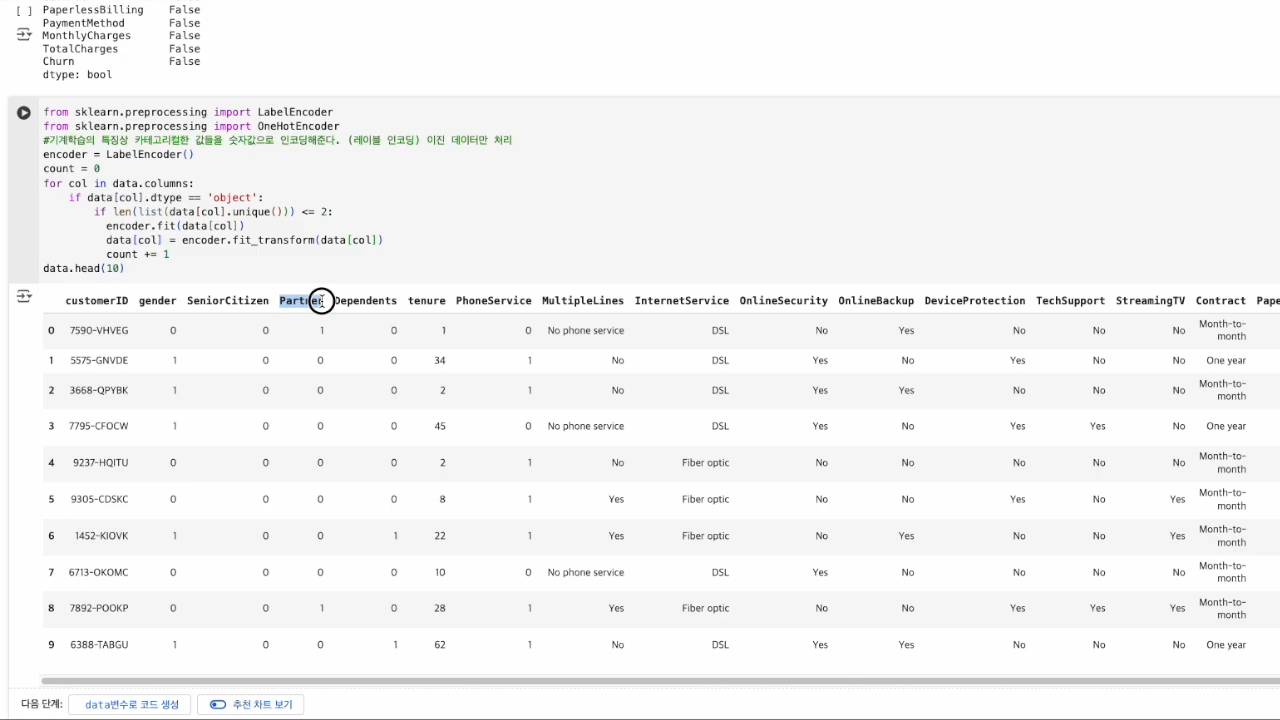 [ ] PaperlessBilling False
PaymentMethod False
MonthlyCharges False
TotalCharges False
Churn False
dtype: bool
from sklearn.preprocessing import LabelEncoder
from sklearn.preprocessing import OneHotEncoder
#기계학습의 특징상 카테고리컬한 값들을 숫자값으로 인코딩해준다. (레이블 인코딩) 이진 데이터만 처리
encoder = LabelEncoder()
count = 0
for col in data.columns:
    if data[col].dtype == 'object':
        if len(list(data[col].unique())) <= 2:
          encoder.fit(data[col])
          data[col] = encoder.fit_transform(data[col])
          count += 1
data.head(10)
customerID gender SeniorCitizen Partner Dependents tenure PhoneService MultipleLines InternetService OnlineSecurity OnlineBackup DeviceProtection TechSupport StreamingTV Contract Pape
0 7590-VHVEG 0 0 1 0 1 0 No phone service DSL No Yes No No No Month-to-
month
1 5575-GNVDE 1 0 0 0 34 1 No DSL Yes No Yes No No One year
2 3668-QPYBK 1 0 0 0 2 1 No DSL Yes Yes No No No Month-to-
month
3 7795-CFOCW 1 0 0 0 45 0 No phone service DSL Yes No Yes Yes No One year
4 9237-HQITU 0 0 0 0 2 1 No Fiber optic No No No No No Month-to-
month
5 9305-CDSKC 0 0 0 0 8 1 Yes Fiber optic No No Yes No Yes Month-to-
month
6 1452-KIOVK 1 0 0 1 22 1 Yes Fiber optic No Yes No No Yes Month-to-
month
7 6713-OKOMC 0 0 0 0 10 0 No phone service DSL Yes No No No No Month-to-
month
8 7892-POOKP 0 0 1 0 28 1 Yes Fiber optic No No Yes Yes Yes Month-to-
month
9 6388-TABGU 1 0 0 1 62 1 No DSL Yes Yes No No No One year
다음 단계: data변수로 코드 생성 추천 차트 보기